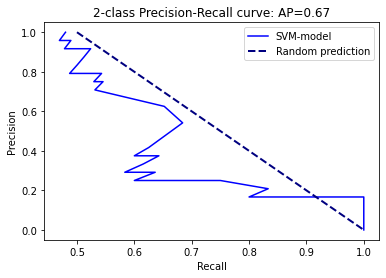 2-class Precision-Recall curve: AP=0.67
SVM-model
Random prediction
Precision
1.0
0.8
0.6
0.4
0.2
0.0
0.5 0.6 0.7 0.8 0.9 1.0
Recall